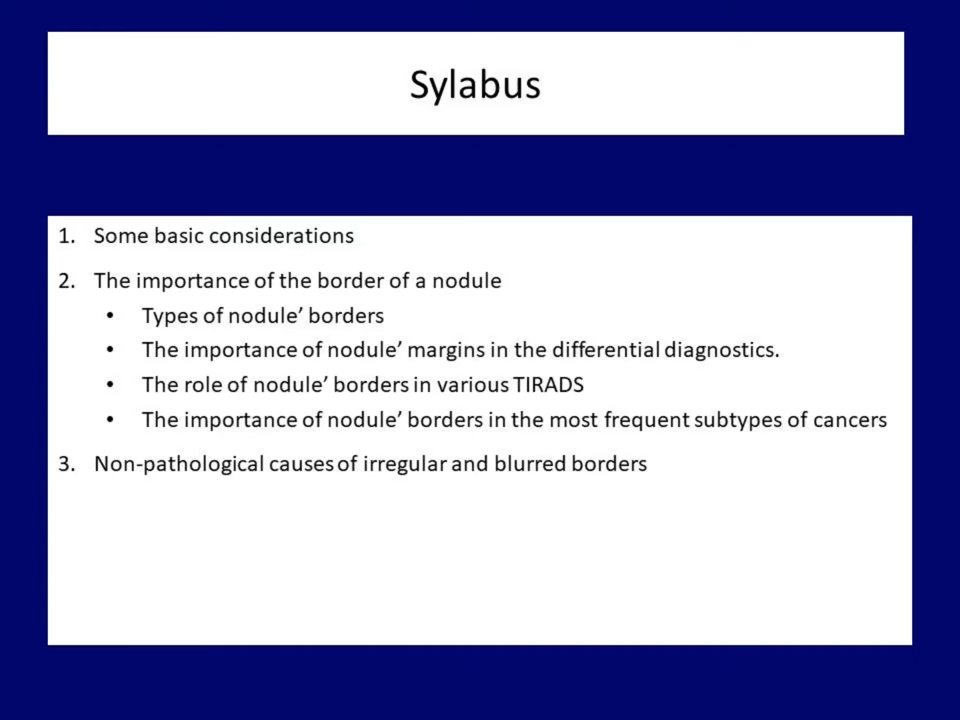 Sylabus
1. Some basic considerations
2. The importance of the border of a nodule
• Types of nodule’ borders
• The importance of nodule’ margins in the differential diagnostics.
• The role of nodule’ borders in various TIRADS
• The importance of nodule’ borders in the most frequent subtypes of cancers
3. Non-pathological causes of irregular and blurred borders